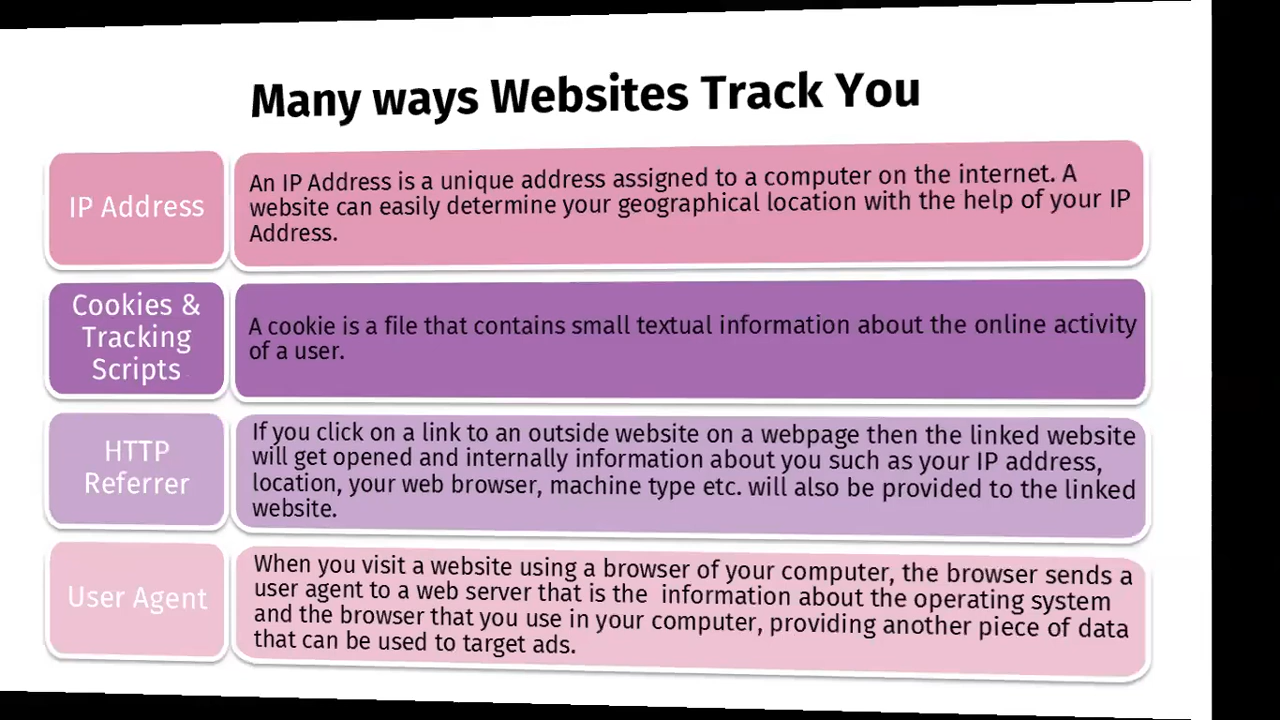 Many ways Websites Track You
IP Address
An IP Address is a unique address assigned to a computer on the internet. A
website can easily determine your geographical location with the help of your IP
Address.
Cookies &
Tracking
Scripts
A cookie is a file that contains small textual information about the online activity
of a user.
HTTP
Referrer
If you click on a link to an outside website on a webpage then the linked website
will get opened and internally information about you such as your IP address,
location, your web browser, machine type etc. will also be provided to the linked
website.
User Agent
When you visit a website using a browser of your computer, the browser sends a
user agent to a web server that is the  information about the operating system
and the browser that you use in your computer, providing another piece of data
that can be used to target ads.